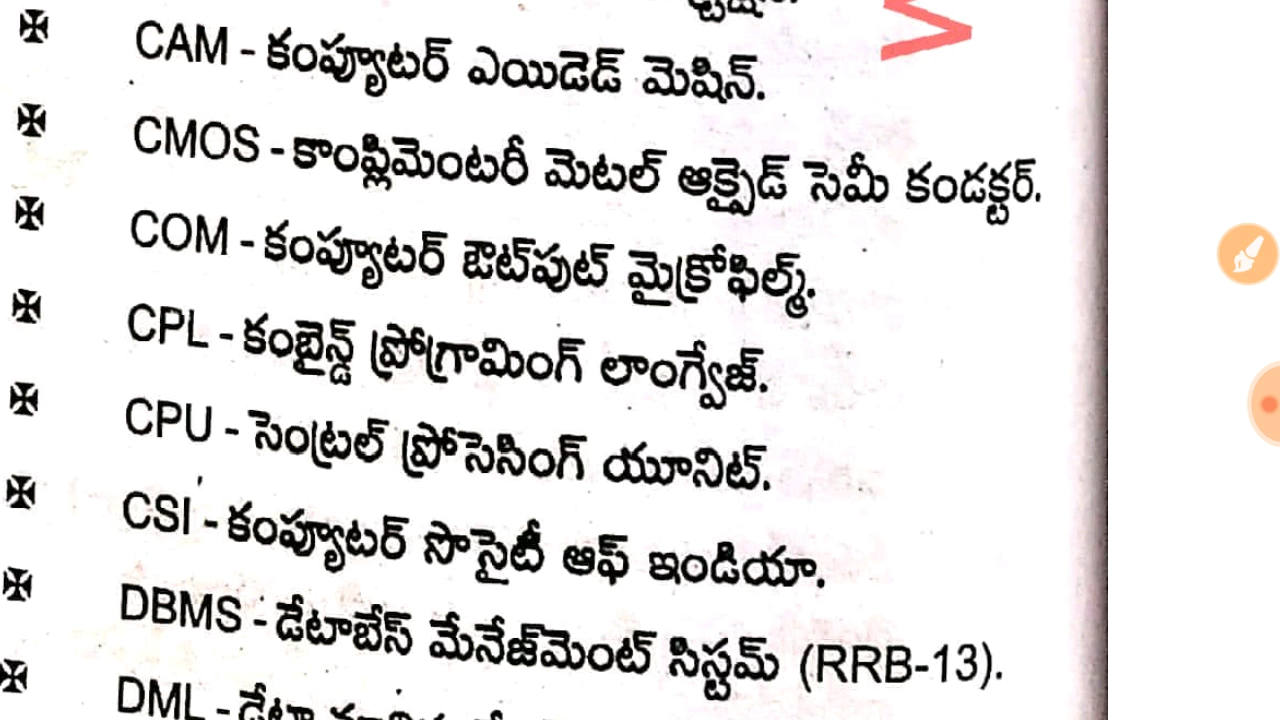 CAM - కంప్యూటర్ ఎయిడెడ్ మెషిన్.
CMOS - కాంప్లిమెంటరీ మెటల్ ఆక్సైడ్ సెమీ కండక్టర్.
COM - కంప్యూటర్ ఔట్‌పుట్ మైక్రోఫిల్మ్.
CPL - కంబైన్డ్ ప్రోగ్రామింగ్ లాంగ్వేజ్.
CPU - సెంట్రల్ ప్రోసెసింగ్ యూనిట్.
CSI - కంప్యూటర్ సొసైటీ ఆఫ్ ఇండియా.
DBMS - డేటాబేస్ మేనేజ్‌మెంట్ సిస్టమ్ (RRB-13).
DML - డేటా